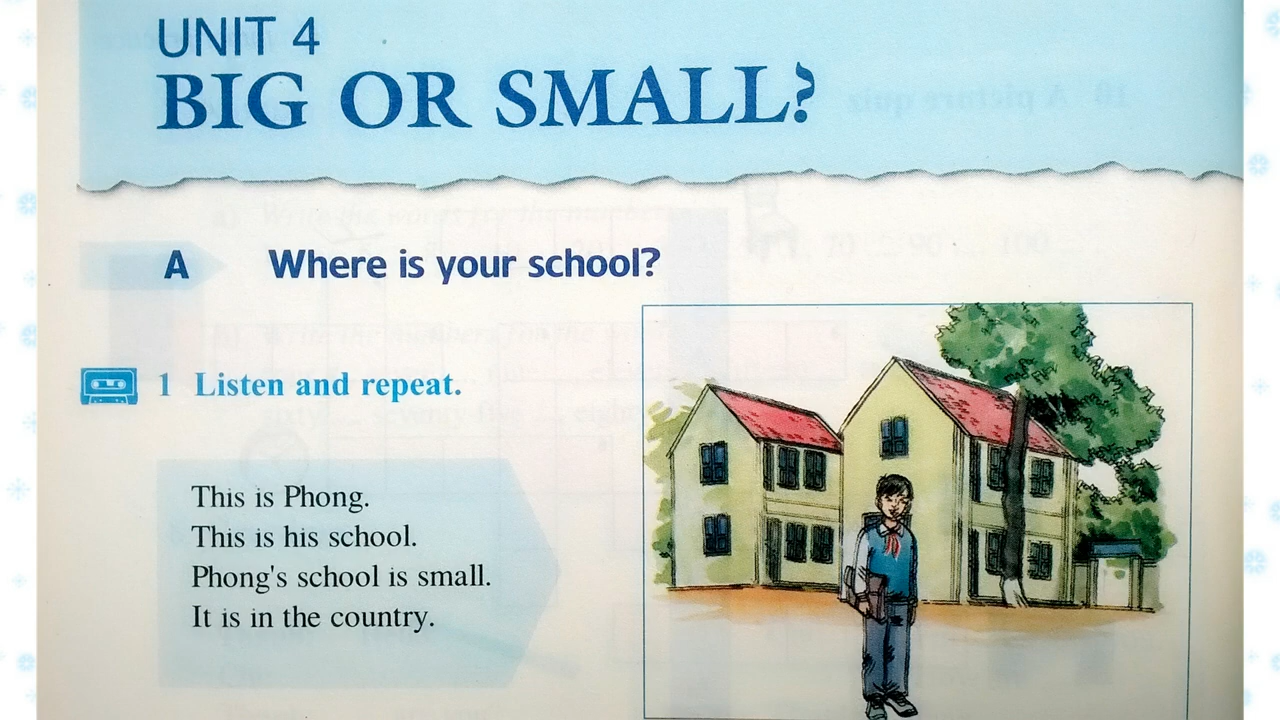 UNIT 4
BIG OR SMALL?
A Where is your school?
1 Listen and repeat.
This is Phong.
This is his school.
Phong's school is small.
It is in the country.